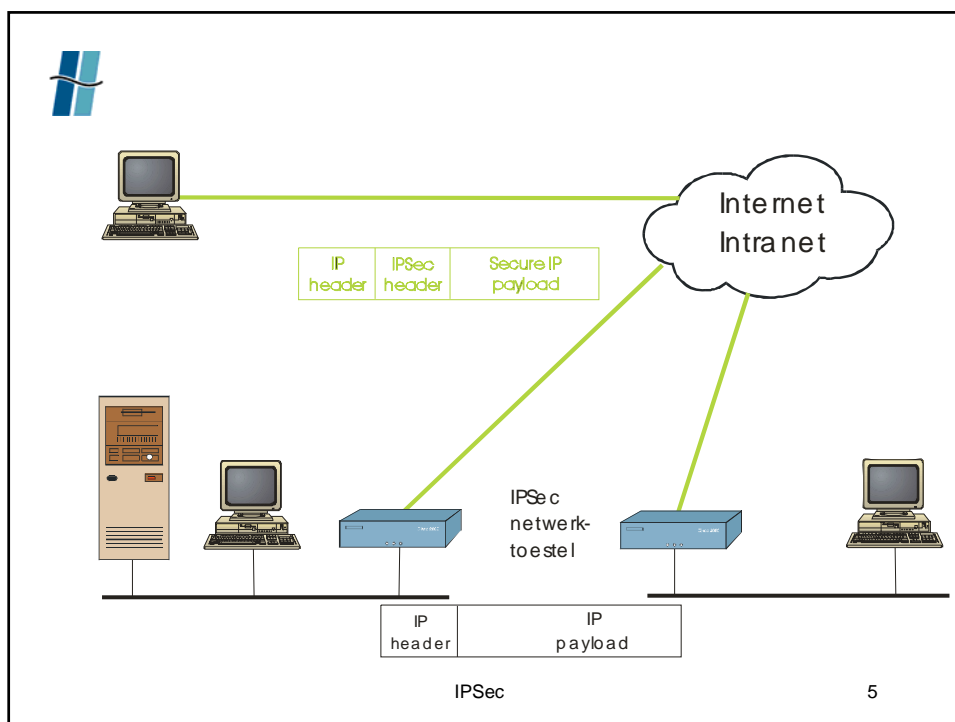 Internet
Intranet
IP header
IPSec header
Secure IP payload
IPSec
netwerk-
toestel
IP header
IP payload
IPSec
5